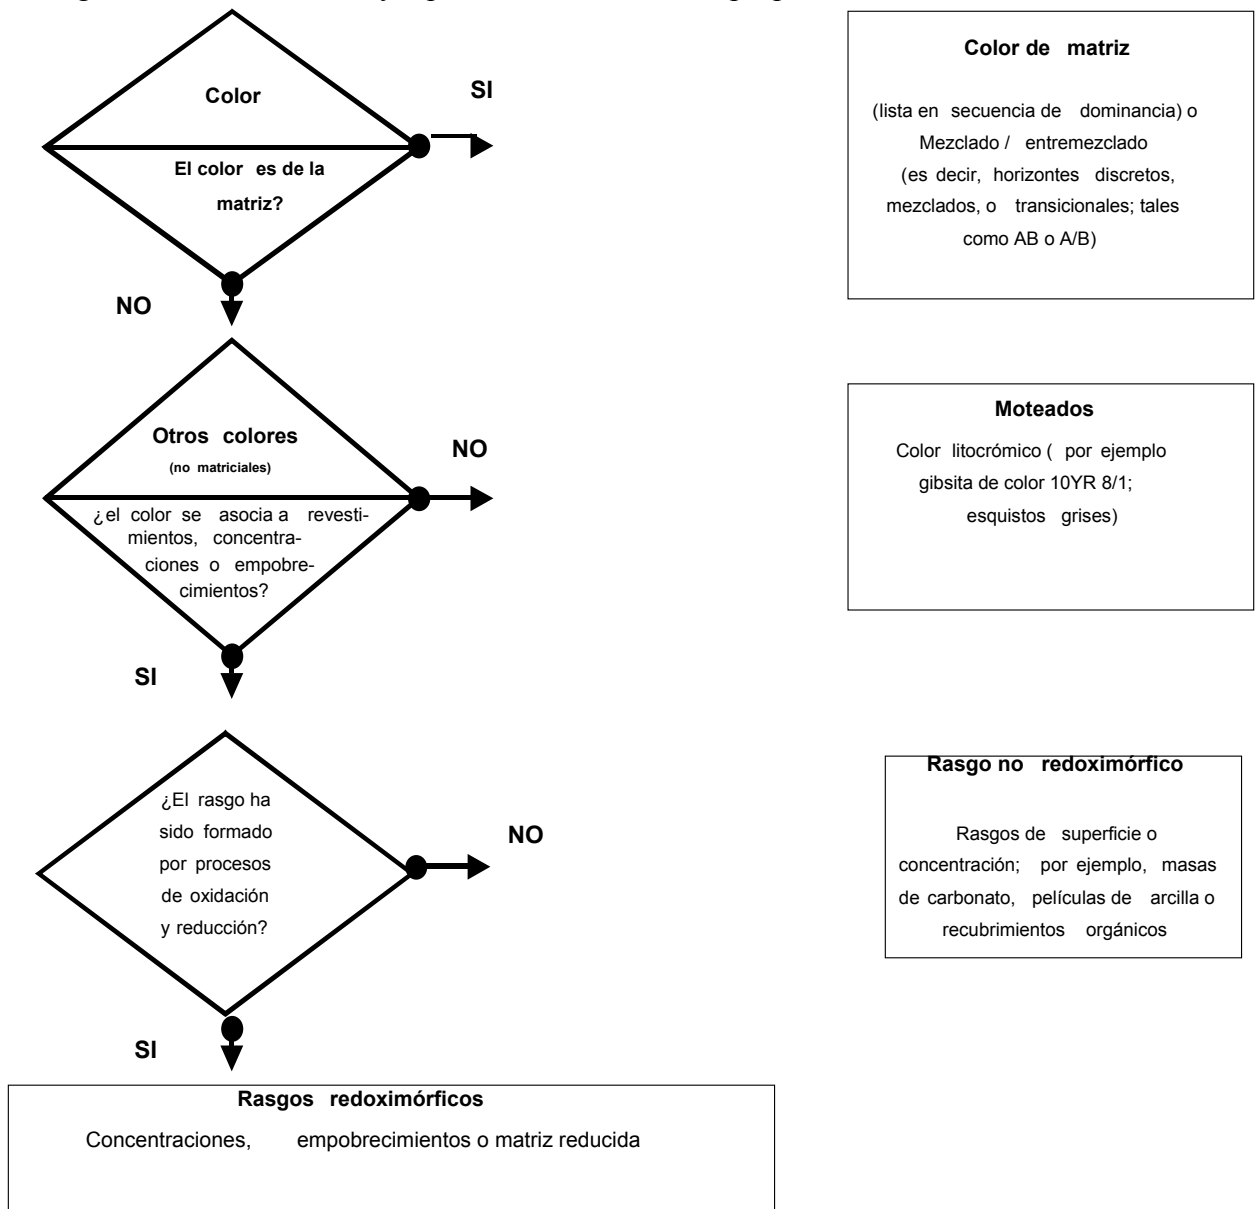 Color
SI
El color es de la
matriz?
NO
Color de matriz
(lista en secuencia de dominancia) o
Mezclado / entremezclado
(es decir, horizontes discretos,
mezclados, o transicionales; tales
como AB o A/B)
Otros colores
(no matriciales)
NO
¿el color se asocia a revesti-
mientos, concentra-
ciones o empobre-
cimientos?
SI
Moteados
Color litocrómico ( por ejemplo
gibsita de color 10YR 8/1;
esquistos grises)
¿El rasgo ha
sido formado
por procesos
de oxidación
y reducción?
NO
SI
Rasgo no redoximórfico
Rasgos de superficie o
concentración; por ejemplo, masas
de carbonato, películas de arcilla o
recubrimientos orgánicos
Rasgos redoximórficos
Concentraciones, empobrecimientos o matriz reducida